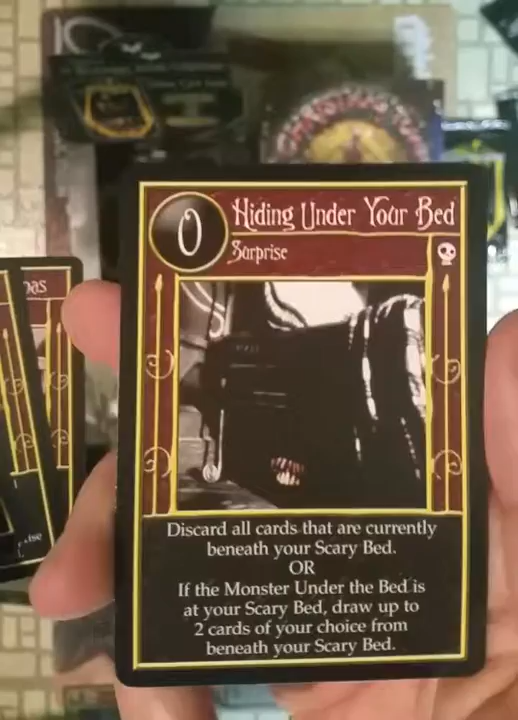 0
Hiding Under Your Bed
Surprise
Discard all cards that are currently
beneath your Scary Bed.
OR
If the Monster Under the Bed is
at your Scary Bed, draw up to
2 cards of your choice from
beneath your Scary Bed.